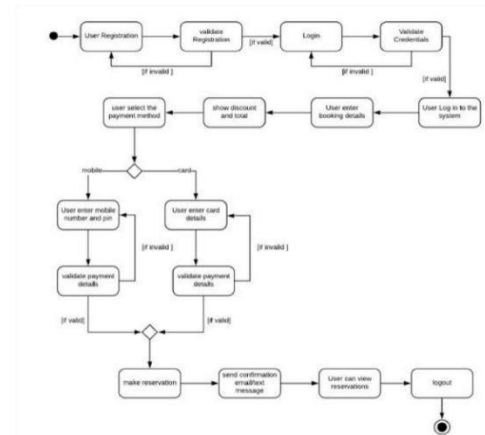 User Registration
validate
Registration
[if valid]
Login
Validate
Credentials
[if invalid ]
[if invalid ]
[if valid]
user select the
payment method
show discount
and total
User enter
booking details
User Log in to the
system
mobile
card
User enter mobile
number and pin
User enter card
details
[if invalid ]
[if invalid ]
validate payment
details
validate payment
details
[if valid]
[if valid]
make reservation
send confirmation
email/text
message
User can view
reservations
logout